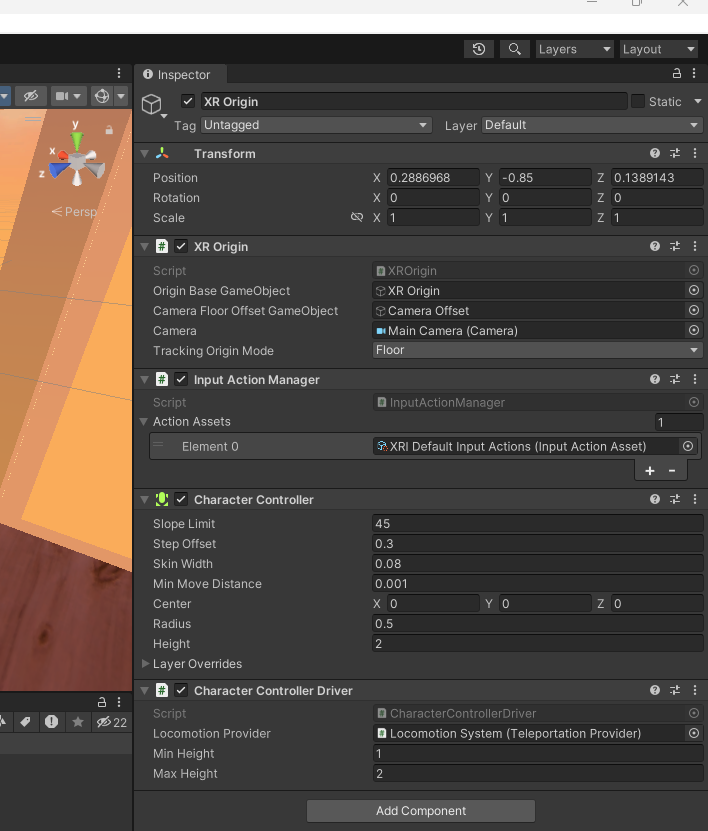 Layers Layout
Inspector
XR Origin Static
Tag Untagged Layer Default
y
x
z
Persp
Transform
Position X 0.2886968 Y -0.85 Z 0.1389143
Rotation X 0 Y 0 Z 0
Scale X 1 Y 1 Z 1
# XR Origin
Script # XROrigin
Origin Base GameObject XR Origin
Camera Floor Offset GameObject Camera Offset
Camera Main Camera (Camera)
Tracking Origin Mode Floor
# Input Action Manager
Script # InputActionManager
Action Assets 1
Element 0 XRI Default Input Actions (Input Action Asset)
+ -
Character Controller
Slope Limit 45
Step Offset 0.3
Skin Width 0.08
Min Move Distance 0.001
Center X 0 Y 0 Z 0
Radius 0.5
Height 2
Layer Overrides
# Character Controller Driver
Script # CharacterControllerDriver
22
Locomotion Provider # Locomotion System (Teleportation Provider)
Min Height 1
Max Height 2
Add Component